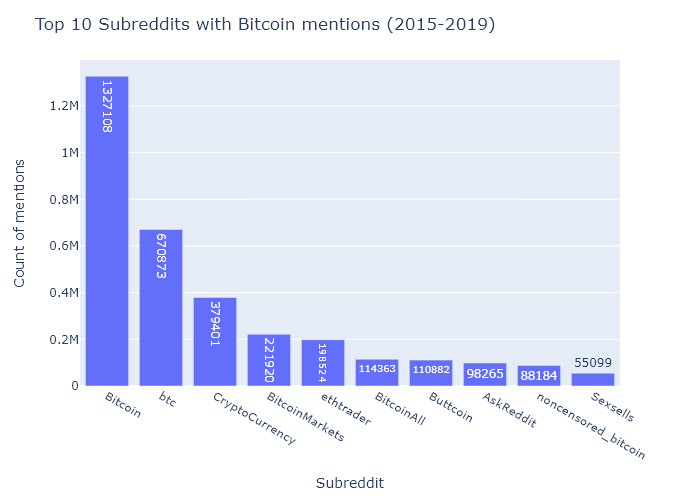 Top 10 Subreddits with Bitcoin mentions (2015-2019)
Count of mentions
1.2M
1M
0.8M
0.6M
0.4M
0.2M
0
1327108
670873
379401
221920
198524
114363
110882
98265
88184
55099
Bitcoin
btc
CryptoCurrency
BitcoinMarkets
ethtrader
BitcoinAll
Buttcoin
AskReddit
noncensored_bitcoin
Sexsells
Subreddit